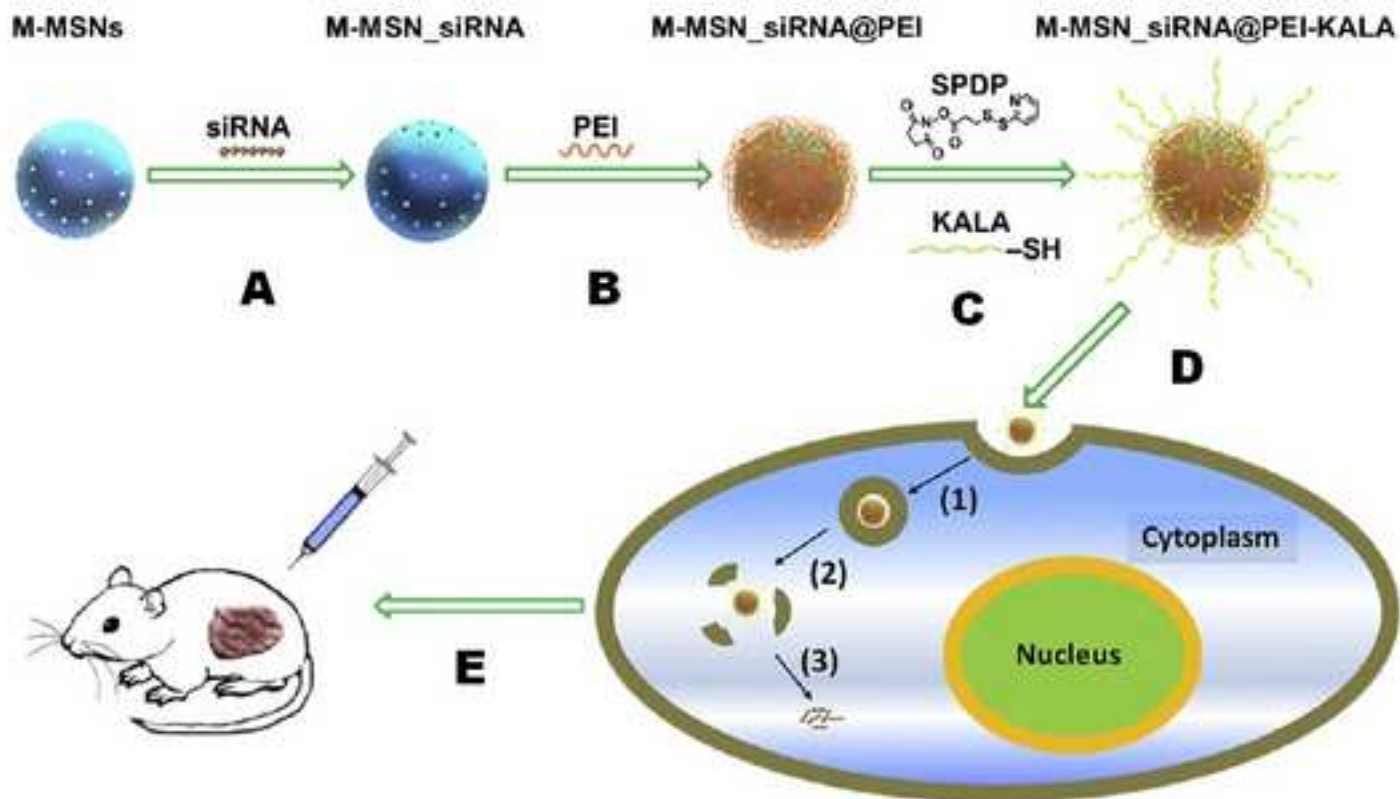 M-MSNs
M-MSN_siRNA
M-MSN_siRNA@PEI
M-MSN_siRNA@PEI-KALA
siRNA
PEI
SPDP
O
N
O
O
O
S
S
N
KALA
–SH
A
B
C
D
(1)
Cytoplasm
(2)
(3)
Nucleus
E